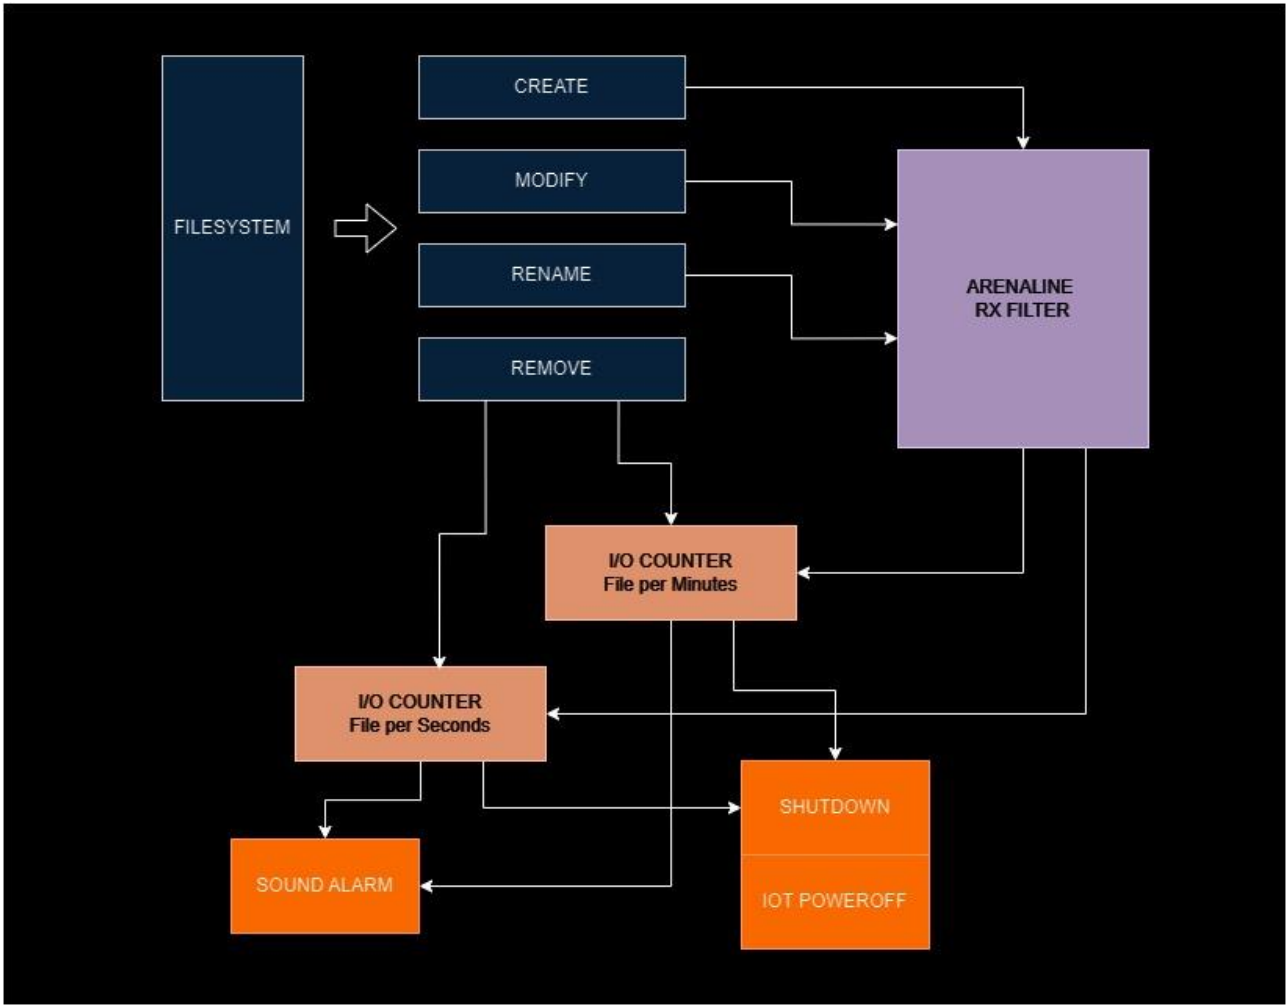 FILESYSTEM
CREATE
MODIFY
RENAME
REMOVE
ARENALINE
RX FILTER
I/O COUNTER
File per Minutes
I/O COUNTER
File per Seconds
SHUTDOWN
SOUND ALARM
IOT POWEROFF